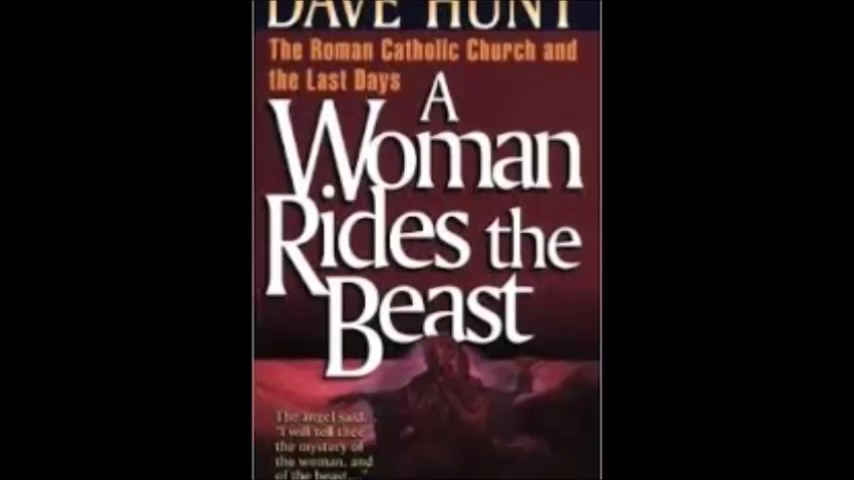 DAVE HUNT
The Roman Catholic Church and
the Last Days
A
Woman
Rides the
Beast
The angel said...
"I will tell thee
the mystery of
the woman, and
of the beast..."